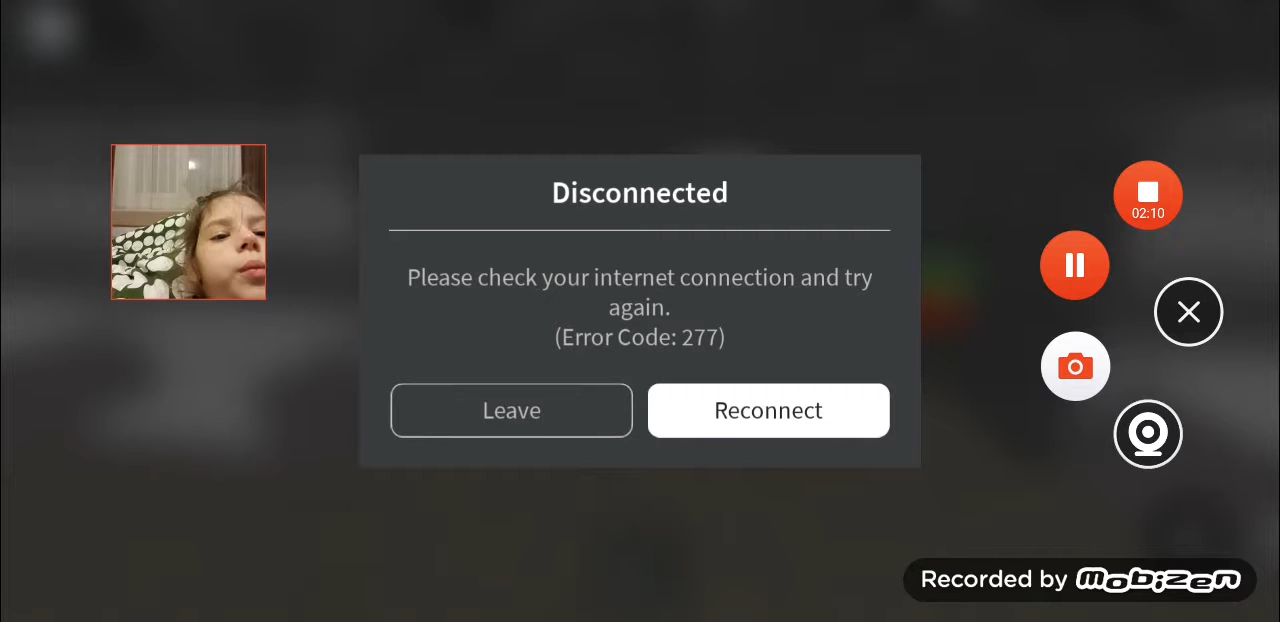 Disconnected
Please check your internet connection and try
again.
(Error Code: 277)
Leave
Reconnect
02:10
Recorded by mobizen